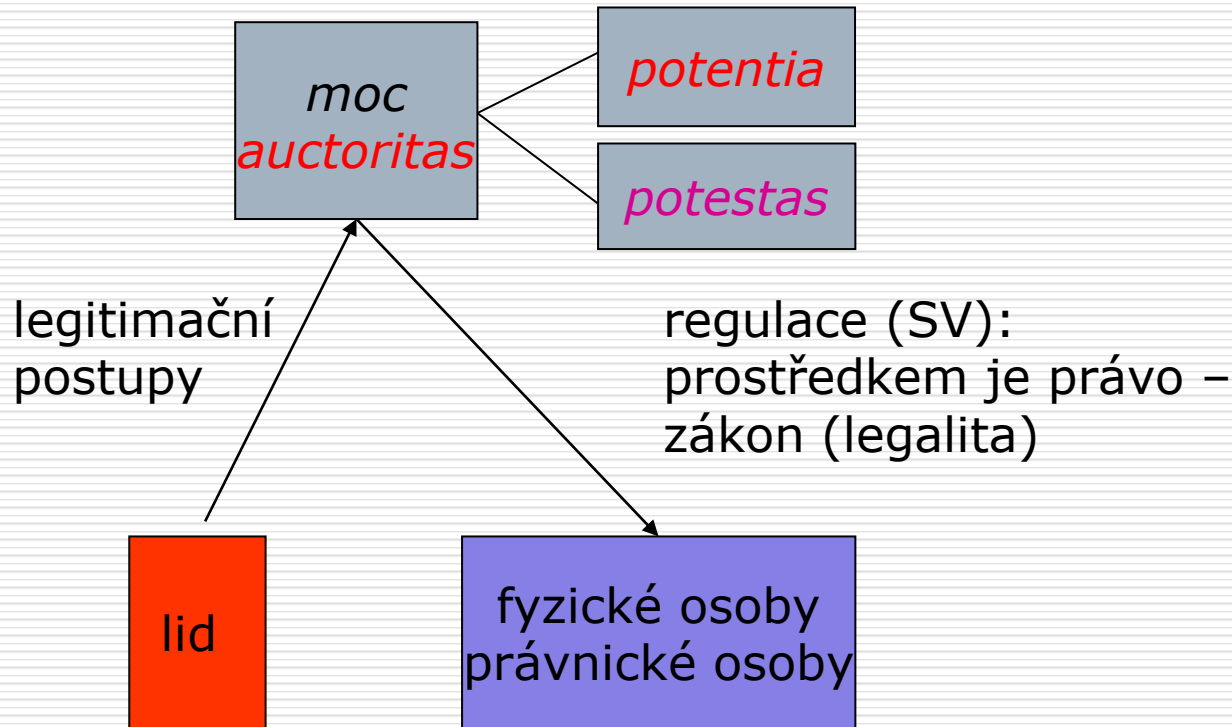 moc
auctoritas
potentia
potestas
legitimační
postupy
regulace (SV):
prostředkem je právo –
zákon (legalita)
lid
fyzické osoby
právnické osoby